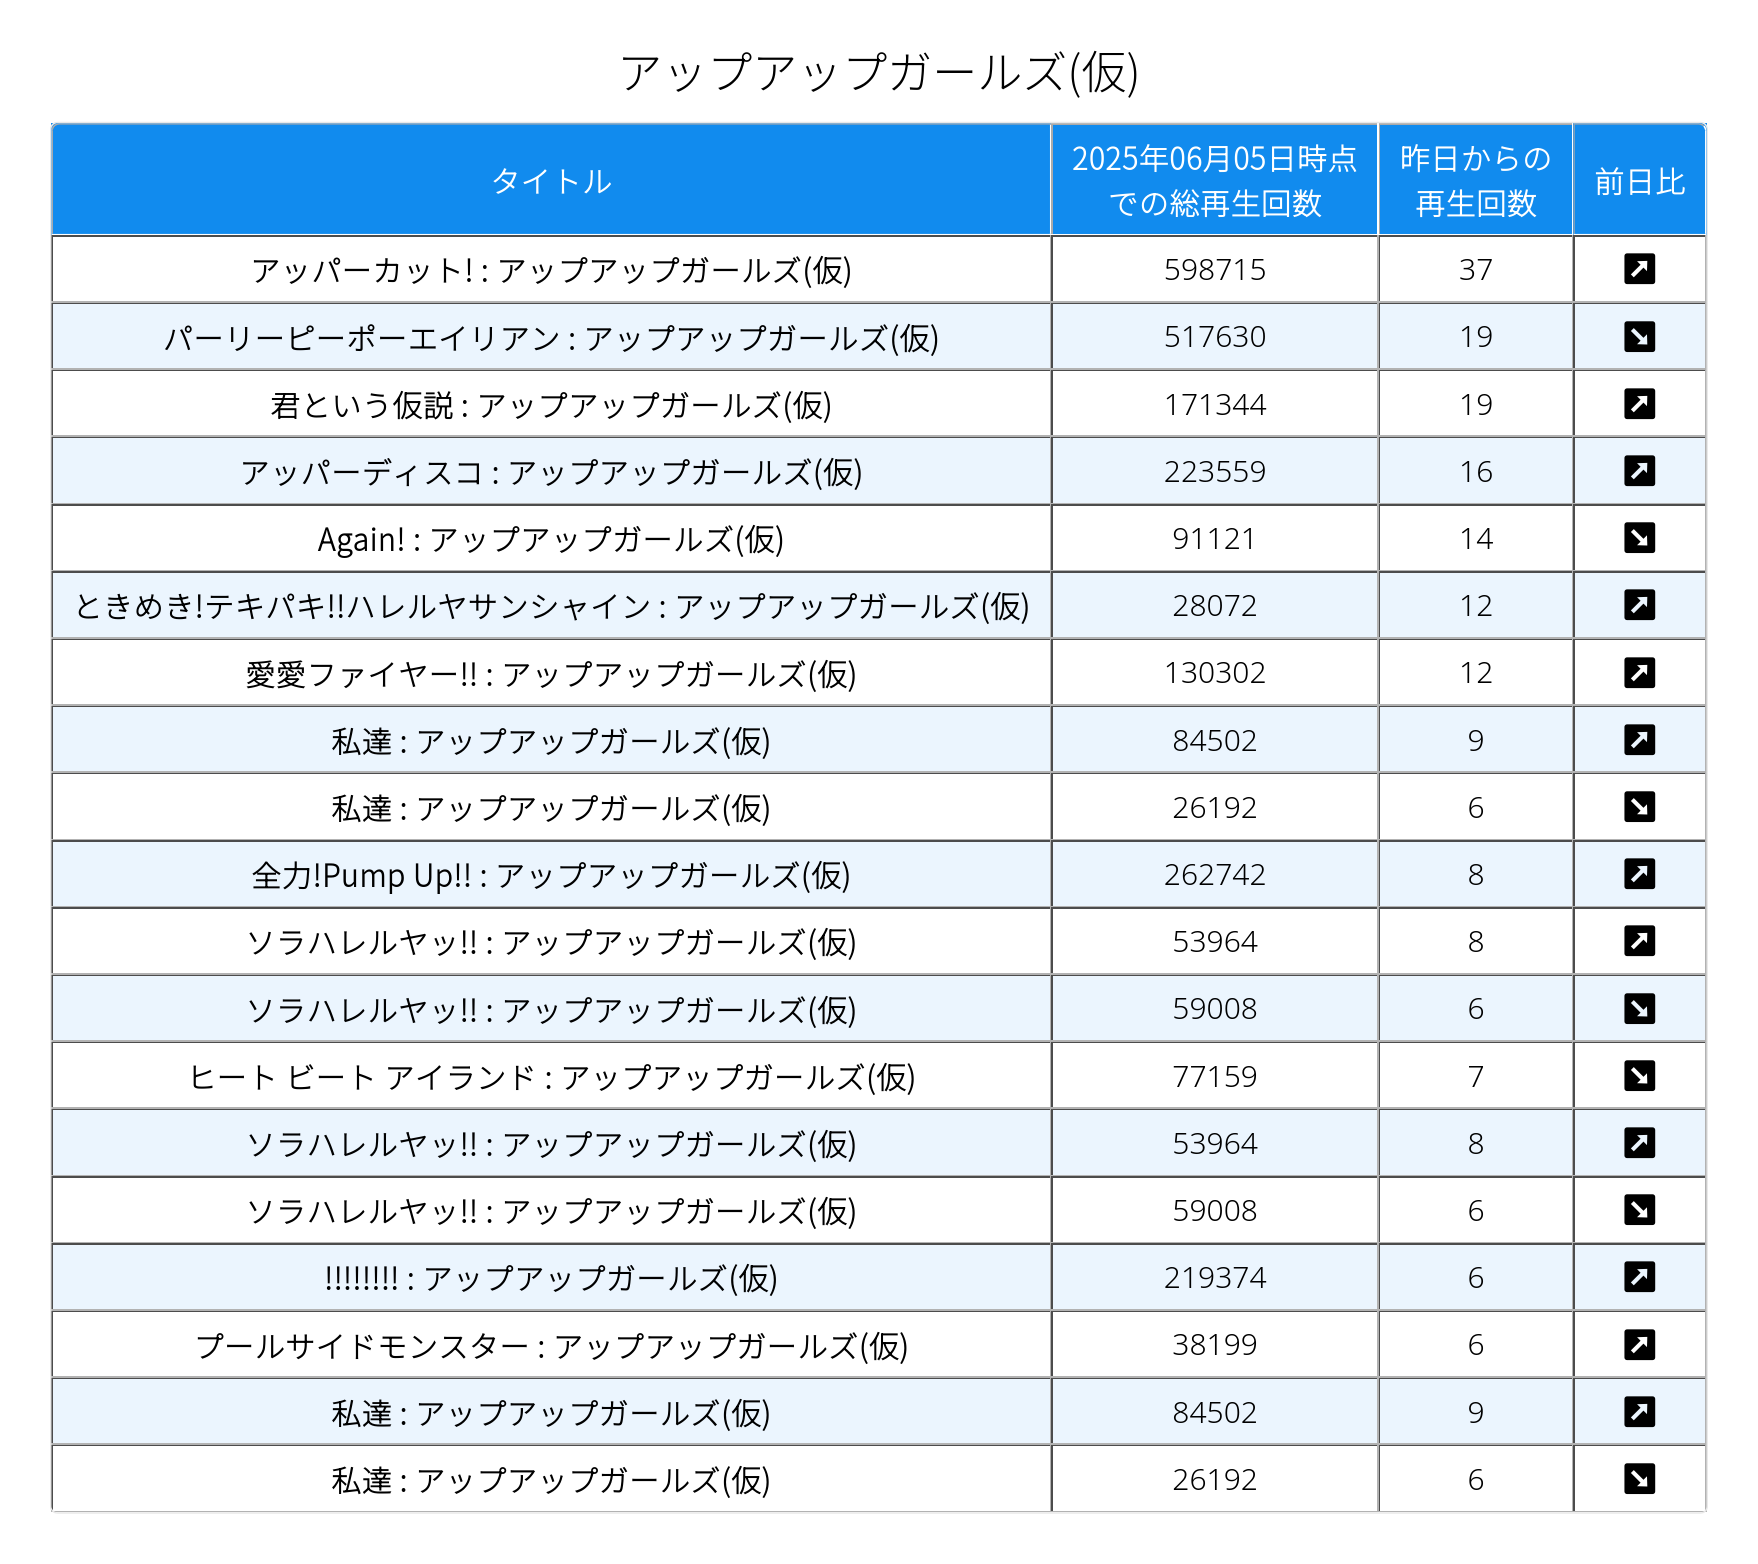 アップアップガールズ(仮)
タイトル 2025年06月05日時点での総再生回数 昨日からの再生回数 前日比
アッパーカット! : アップアップガールズ(仮) 598715 37 ↗
パーリーピーポーエイリアン : アップアップガールズ(仮) 517630 19 ↘
君という仮説 : アップアップガールズ(仮) 171344 19 ↗
アッパーディスコ : アップアップガールズ(仮) 223559 16 ↗
Again! : アップアップガールズ(仮) 91121 14 ↘
ときめき!テキパキ!!ハレルヤサンシャイン : アップアップガールズ(仮) 28072 12 ↗
愛愛ファイヤー!! : アップアップガールズ(仮) 130302 12 ↗
私達 : アップアップガールズ(仮) 84502 9 ↗
私達 : アップアップガールズ(仮) 26192 6 ↘
全力!Pump Up!! : アップアップガールズ(仮) 262742 8 ↗
ソラハレルヤッ!! : アップアップガールズ(仮) 53964 8 ↗
ソラハレルヤッ!! : アップアップガールズ(仮) 59008 6 ↘
ヒート ビート アイランド : アップアップガールズ(仮) 77159 7 ↘
ソラハレルヤッ!! : アップアップガールズ(仮) 53964 8 ↗
ソラハレルヤッ!! : アップアップガールズ(仮) 59008 6 ↘
!!!!!!!! : アップアップガールズ(仮) 219374 6 ↗
プールサイドモンスター : アップアップガールズ(仮) 38199 6 ↗
私達 : アップアップガールズ(仮) 84502 9 ↗
私達 : アップアップガールズ(仮) 26192 6 ↘